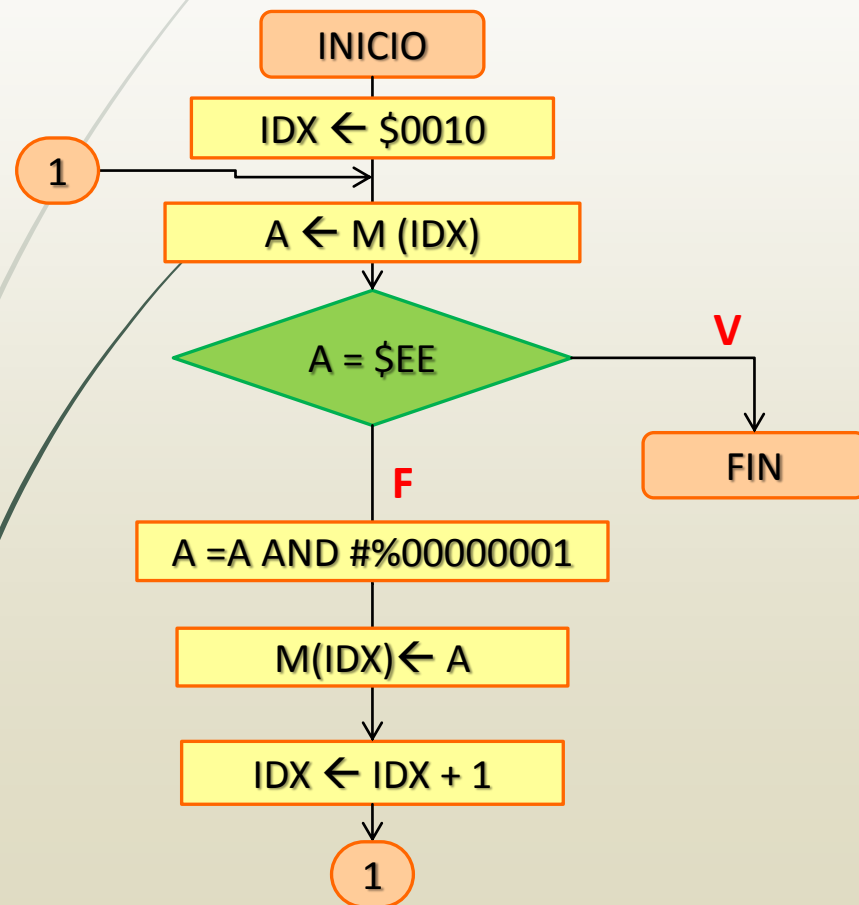 INICIO
IDX ← $0010
1
A ← M (IDX)
A = $EE
V
FIN
F
A =A AND #%00000001
M(IDX)← A
IDX ← IDX + 1
1